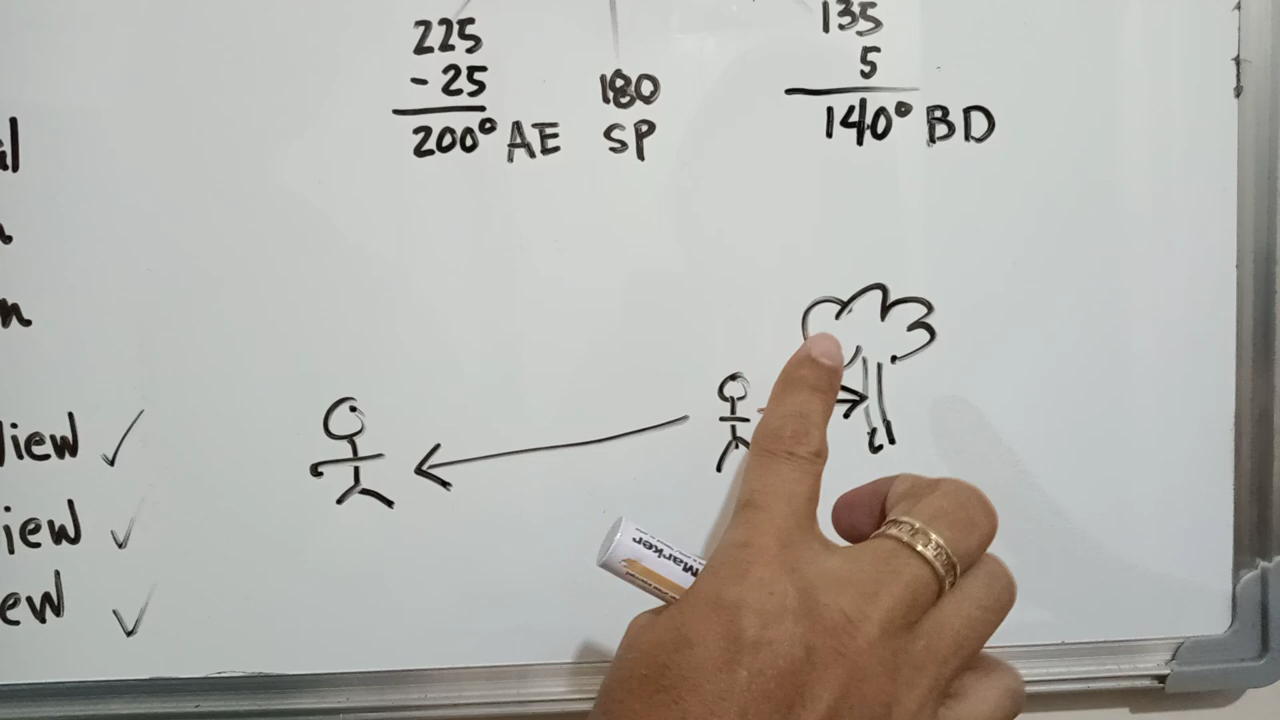 225
- 25
200° AE
180
SP
135
5
140° BD
iew ✓
iew ✓
ew ✓
Marker